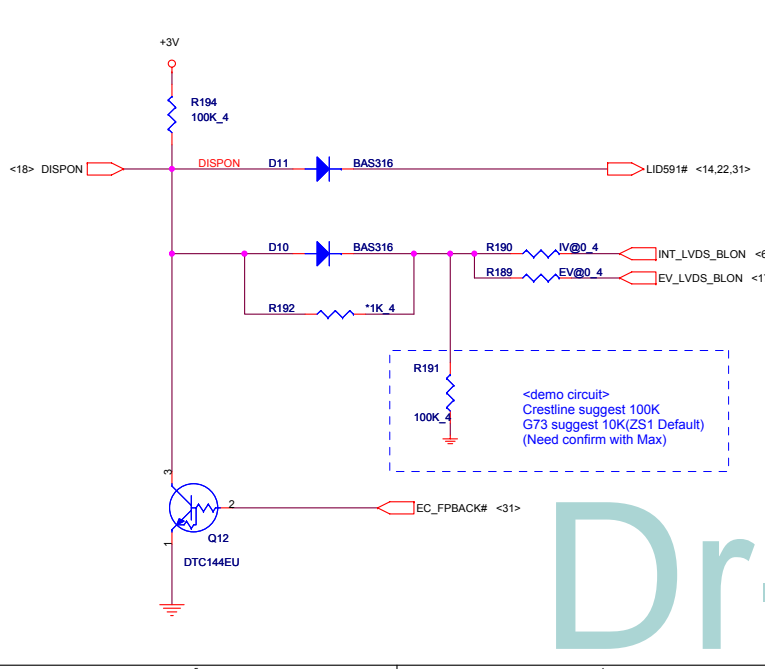 +3V
R194
100K_4
<18> DISPON
DISPON
D11
BAS316
LID591# <14,22,31>
D10
BAS316
R190
IV@0_4
INT_LVDS_BLON
R189
EV@0_4
EV_LVDS_BLON
R192
*1K_4
R191
100K_4
<demo circuit>
Crestline suggest 100K
G73 suggest 10K(ZS1 Default)
(Need confirm with Max)
3
2
EC_FPBACK# <31>
Q12
1
DTC144EU
Dr